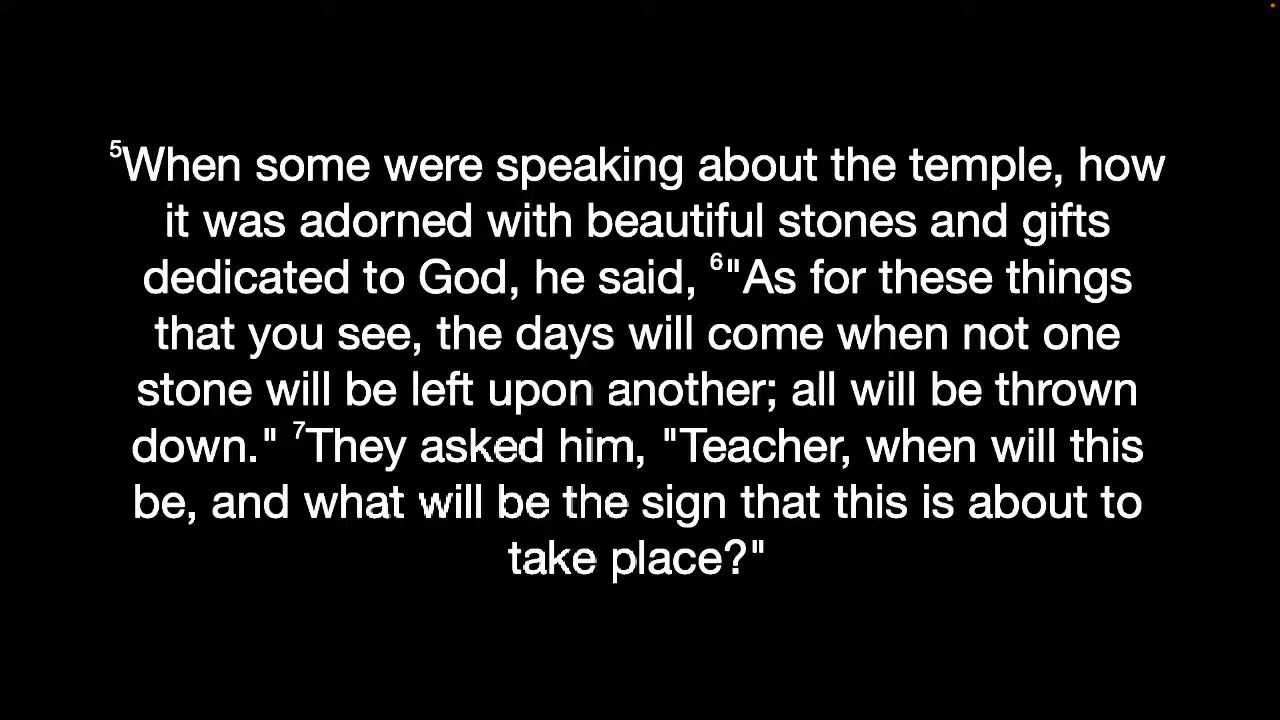 ⁵When some were speaking about the temple, how
it was adorned with beautiful stones and gifts
dedicated to God, he said, ⁶"As for these things
that you see, the days will come when not one
stone will be left upon another; all will be thrown
down." ⁷They asked him, "Teacher, when will this
be, and what will be the sign that this is about to
take place?"